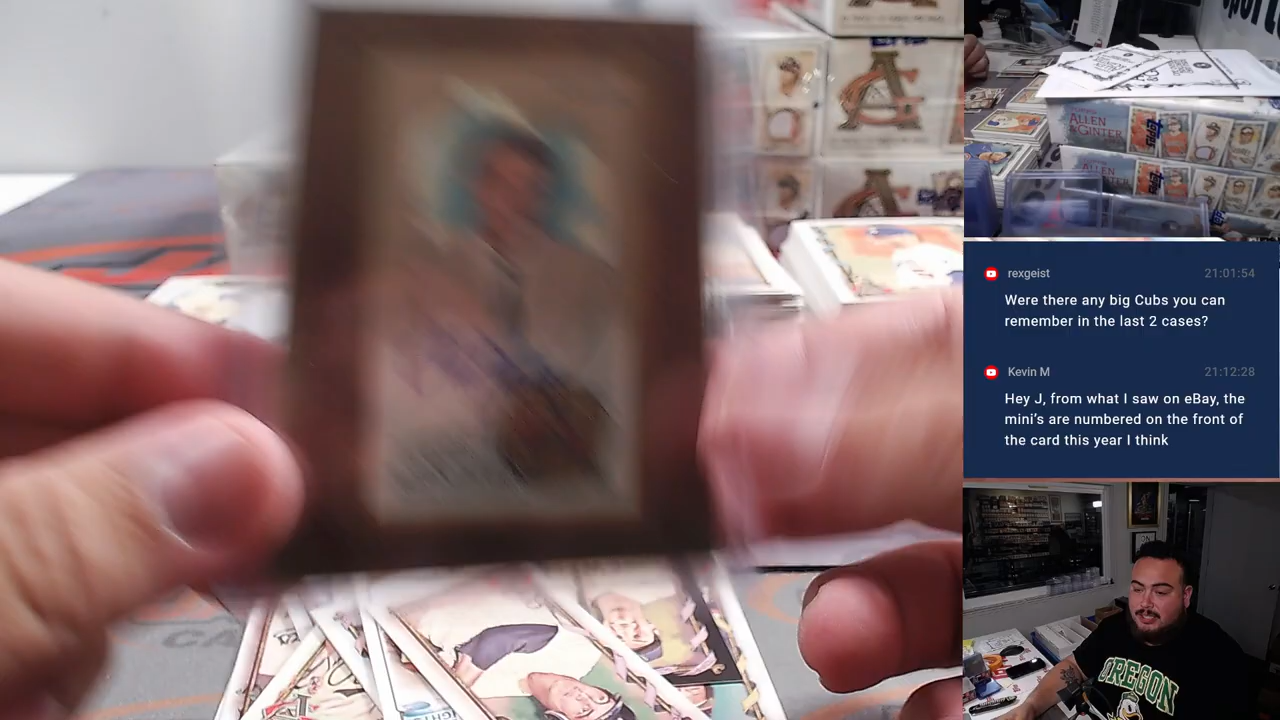 ALLEN
& GINTER
ALLEN
& GINTER
rexgeist
21:01:54
Were there any big Cubs you can
remember in the last 2 cases?
Kevin M
21:12:28
Hey J, from what I saw on eBay, the
mini's are numbered on the front of
the card this year I think
OREGON